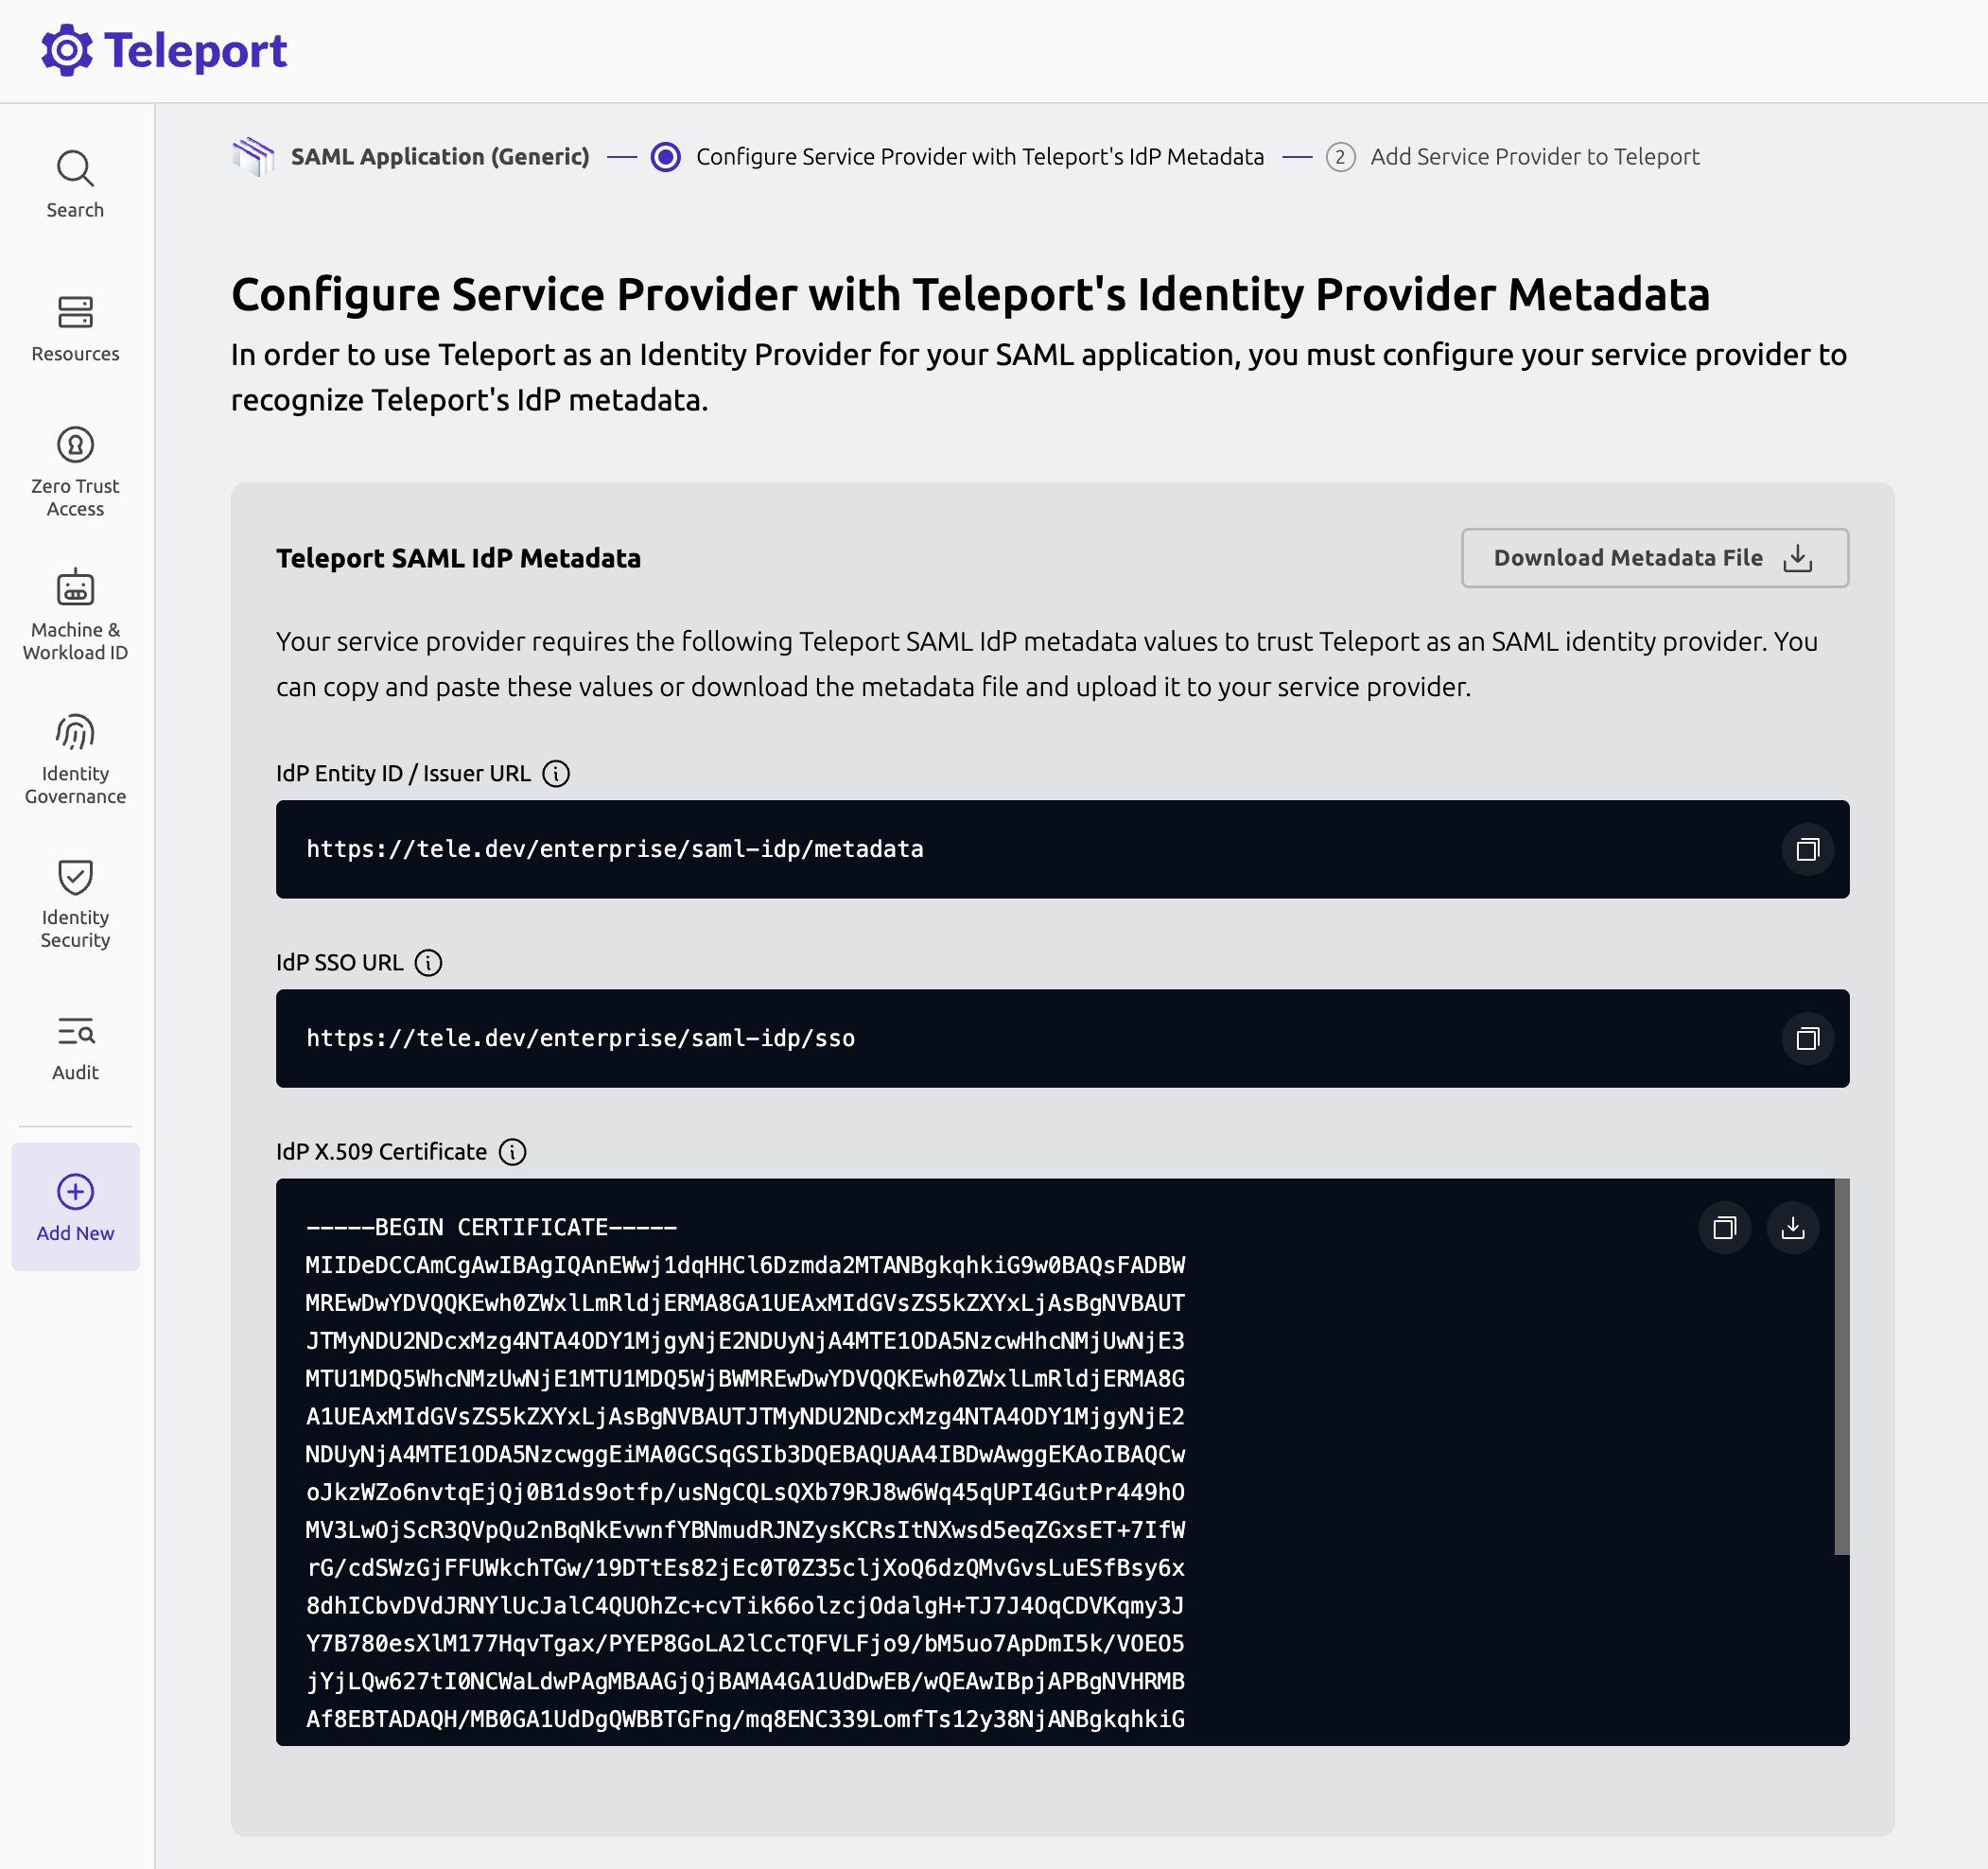 Teleport
SAML Application (Generic)
Configure Service Provider with Teleport's IdP Metadata
2
Add Service Provider to Teleport
Search
Resources
Zero Trust
Access
Machine &
Workload ID
Identity
Governance
Identity
Security
Audit
Add New
Configure Service Provider with Teleport's Identity Provider Metadata
In order to use Teleport as an Identity Provider for your SAML application, you must configure your service provider to
recognize Teleport's IdP metadata.
Teleport SAML IdP Metadata
Download Metadata File
Your service provider requires the following Teleport SAML IdP metadata values to trust Teleport as an SAML identity provider. You
can copy and paste these values or download the metadata file and upload it to your service provider.
IdP Entity ID / Issuer URL
https://tele.dev/enterprise/saml-idp/metadata
IdP SSO URL
https://tele.dev/enterprise/saml-idp/sso
IdP X.509 Certificate
-----BEGIN CERTIFICATE-----
MIIDeDCCAmCgAwIBAgIQAnEWwj1dqHHCl6Dzmda2MTANBgkqhkiG9w0BAQsFADBW
MREwDwYDVQQKEwh0ZWxlLmRldjERMA8GA1UEAxMIdGVsZS5kZXYxLjAsBgNVBAUT
JTMyNDU2NDcxMzg4NTA4ODY1MjgyNjE2NDUyNjA4MTE1ODA5NzcwHhcNMjUwNjE3
MTU1MDQ5WhcNMzUwNjE1MTU1MDQ5WjBWMREwDwYDVQQKEwh0ZWxlLmRldjERMA8G
A1UEAxMIdGVsZS5kZXYxLjAsBgNVBAUTJTMyNDU2NDcxMzg4NTA4ODY1MjgyNjE2
NDUyNjA4MTE1ODA5NzcwggEiMA0GCSqGSIb3DQEBAQUAA4IBDwAwggEKAoIBAQCw
oJkzWZo6nvtqEjQj0B1ds9otfp/usNgCQLsQXb79RJ8w6Wq45qUPI4GutPr449hO
MV3LwOjScR3QVpQu2nBqNkEvwnfYBNmudRJNZysKCRsItNXwsd5eqZGxsET+7IfW
rG/cdSWzGjFFUWkchTGw/19DTtEs82jEc0T0Z35cljXoQ6dzQMvGvsLuESfBsy6x
8dhICbvDVdJRNYlUcJalC4QUOhZc+cvTik66olzcjOdalgH+TJ7J4OqCDVKqmy3J
Y7B780esXlM177HqvTgax/PYEP8GoLA2lCcTQFVLFjo9/bM5uo7ApDmI5k/VOEO5
jYjLQw627tI0NCWaLdwPAgMBAAGjQjBAMA4GA1UdDwEB/wQEAwIBpjAPBgNVHRMB
Af8EBTADAQH/MB0GA1UdDgQWBBTGFng/mq8ENC339LomfTs12y38NjANBgkqhkiG